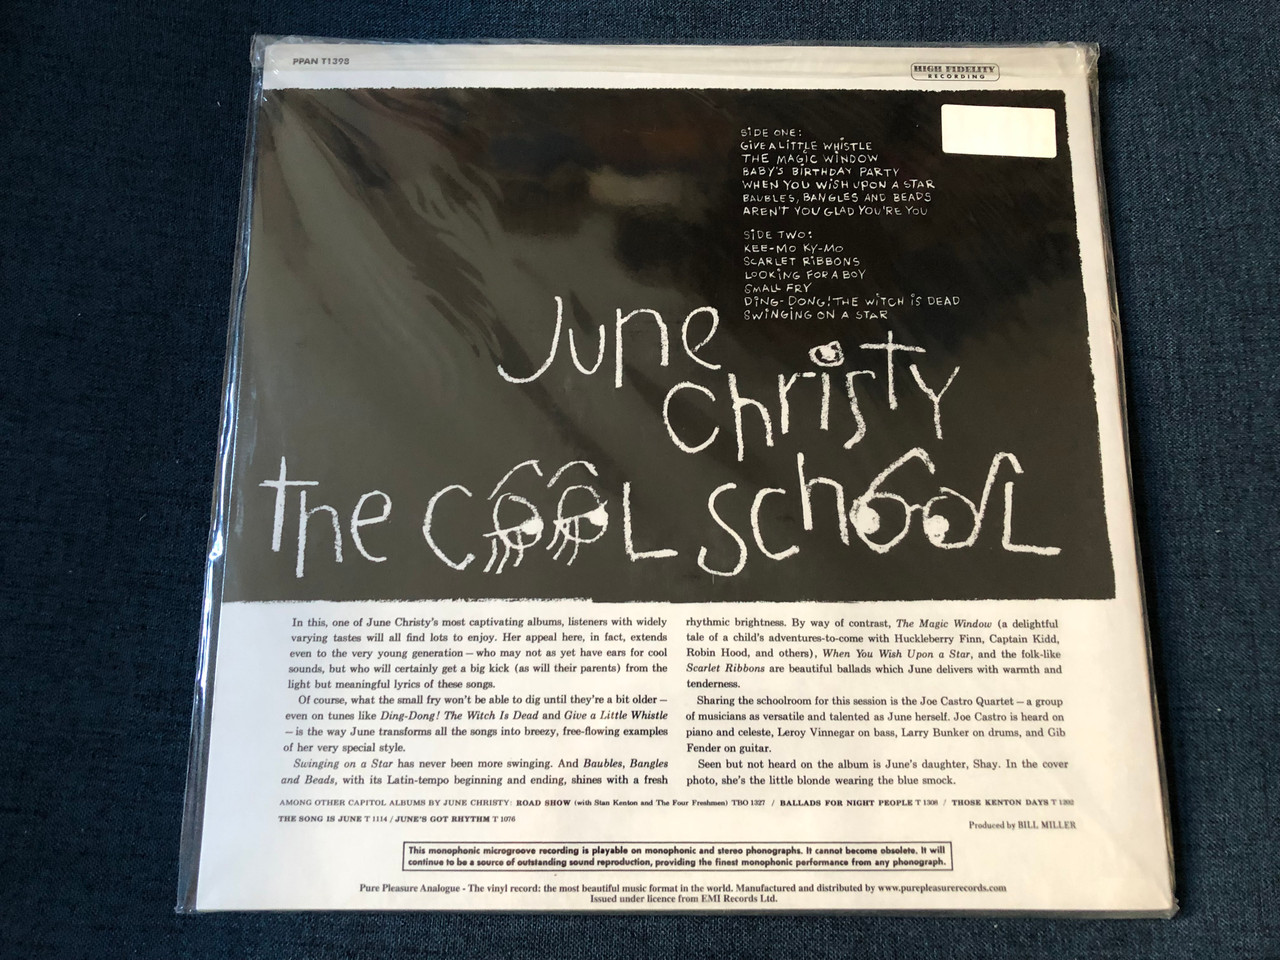 PPAN T1398
HIGH FIDELITY
RECORDING
SIDE ONE:
GIVE A LITTLE WHISTLE
THE MAGIC WINDOW
BABY'S BIRTHDAY PARTY
WHEN YOU WISH UPON A STAR
BAUBLES, BANGLES AND BEADS
AREN'T YOU GLAD YOU'RE YOU
SIDE TWO:
KEE-MO KY-MO
SCARLET RIBBONS
LOOKING FOR A BOY
SMALL FRY
DING-DONG! THE WITCH IS DEAD
SWINGING ON A STAR
June
Christy
The COOL SchOOL
In this, one of June Christy's most captivating albums, listeners with widely
varying tastes will all find lots to enjoy. Her appeal here, in fact, extends
even to the very young generation – who may not as yet have ears for cool
sounds, but who will certainly get a big kick (as will their parents) from the
light but meaningful lyrics of these songs.
Of course, what the small fry won't be able to dig until they're a bit older –
even on tunes like Ding-Dong! The Witch Is Dead and Give a Little Whistle
– is the way June transforms all the songs into breezy, free-flowing examples
of her very special style.
Swinging on a Star has never been more swinging. And Baubles, Bangles
and Beads, with its Latin-tempo beginning and ending, shines with a fresh
rhythmic brightness. By way of contrast, The Magic Window (a delightful
tale of a child's adventures-to-come with Huckleberry Finn, Captain Kidd,
Robin Hood, and others), When You Wish Upon a Star, and the folk-like
Scarlet Ribbons are beautiful ballads which June delivers with warmth and
tenderness.
Sharing the schoolroom for this session is the Joe Castro Quartet – a group
of musicians as versatile and talented as June herself. Joe Castro is heard on
piano and celeste, Leroy Vinnegar on bass, Larry Bunker on drums, and Gib
Fender on guitar.
Seen but not heard on the album is June's daughter, Shay. In the cover
photo, she's the little blonde wearing the blue smock.
AMONG OTHER CAPITOL ALBUMS BY JUNE CHRISTY: ROAD SHOW (with Stan Kenton and The Four Freshmen) TBO 1327 / BALLADS FOR NIGHT PEOPLE T 1308 / THOSE KENTON DAYS T
THE SONG IS JUNE T 1114 / JUNE'S GOT RHYTHM T 1076
Produced by BILL MILLER
This monophonic microgroove recording is playable on monophonic and stereo phonographs. It cannot become obsolete. It will
continue to be a source of outstanding sound reproduction, providing the finest monophonic performance from any phonograph.
Pure Pleasure Analogue - The vinyl record: the most beautiful music format in the world. Manufactured and distributed by www.purepleasurerecords.com
Issued under licence from EMI Records Ltd.